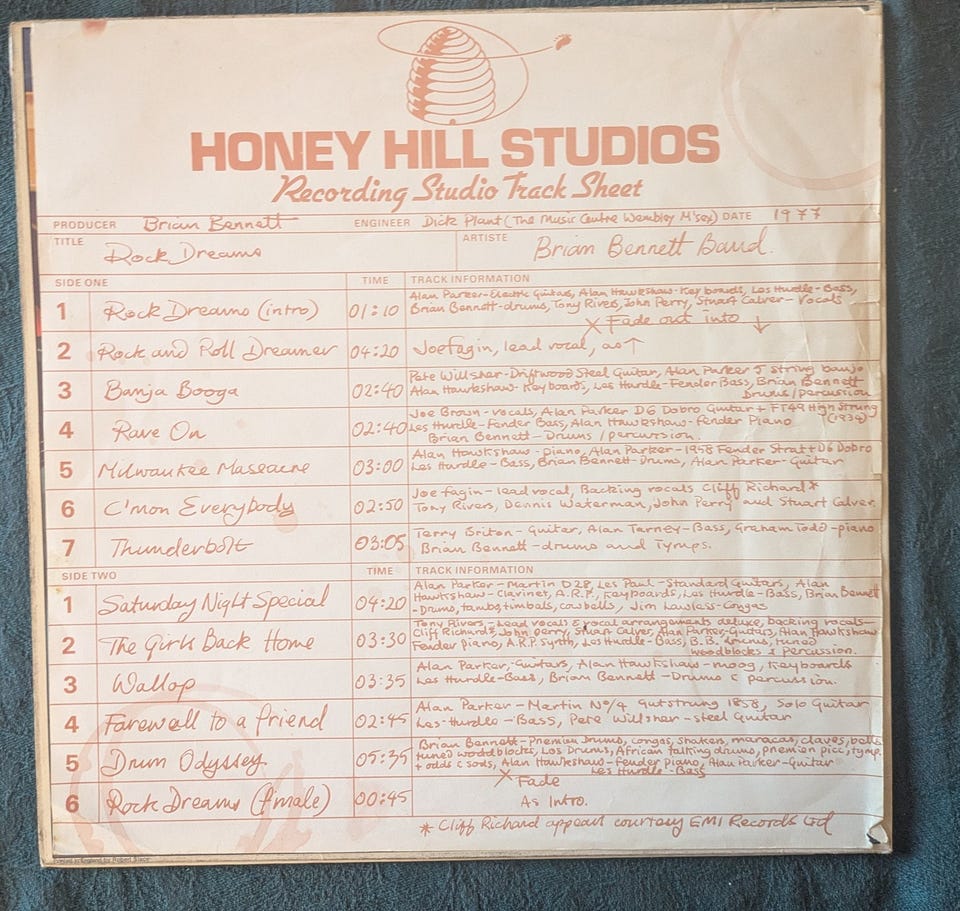 HONEY HILL STUDIOS
Recording Studio Track Sheet
PRODUCER Brian Bennett ENGINEER Dick Plant (The Music Centre Wembley M'sex) DATE 1977
TITLE Rock Dreams ARTISTE Brian Bennett Band.
SIDE ONE TIME TRACK INFORMATION
1 Rock Dreams (intro) 01:10 Alan Parker-Electric Guitars, Alan Hawkshaw-Keyboards, Les Hurdle-Bass,
Brian Bennett-drums, Tony Rivers, John Perry, Stuart Calver-Vocals
X Fade out into ↓
2 Rock and Roll Dreamer 04:20 Joe Fagin, lead vocal, as ↑
3 Banja Booga 02:40 Pete Willsher-Driftwood Steel Guitar, Alan Parker 5 string banjo
Alan Hawkshaw-Keyboards, Les Hurdle-Fender Bass, Brian Bennett
Drums/percustion
4 Rave On 02:40 Joe Brown-vocals, Alan Parker D6 Dobro Guitar + FT49 High Strung
Les Hurdle-Fender Bass, Alan Hawkshaw-Fender Piano (1934)
Brian Bennett-Drums/percursion.
5 Milwaukee Massacre 03:00 Alan Hawkshaw-piano, Alan Parker-1958 Fender Strat + D6 Dobro
Les Hurdle-Bass, Brian Bennett-Drums, Alan Parker-Guitar
6 C'mon Everybody 02:50 Joe Fagin-lead vocal, Backing vocals Cliff Richard*
Tony Rivers, Dennis Waterman, John Perry and Stuart Calver.
7 Thunderbolt 03:05 Terry Briton-Guitar, Alan Tarney-Bass, Graham Todd-piano
Brian Bennett-drums and Tymps.
SIDE TWO TIME TRACK INFORMATION
1 Saturday Night Special 04:20 Alan Parker-Martin D28, Les Paul-Standard Guitars, Alan
Hawkshaw-Clavinet, A.R.P, Keyboards, Les Hurdle-Bass, Brian Bennett
-Drums, tambs, timbals, cowbells, Jim Lawless-Congas
2 The Girls Back Home 03:30 Tony Rivers-Lead vocals & vocal arrangements deluxe, backing vocals-
Cliff Richard*, John Perry, Stuart Calver, Alan Parker-Guitars, Alan Hawkshaw
Fender piano, A.R.P. Synth, Les Hurdle-Bass, B.B. drums, tuned
woodblocks & percussion.
3 Wallop 03:35 Alan Parker-Guitars, Alan Hawkshaw-moog, Keyboards
Les Hurdle-Bass, Brian Bennett-Drums & percussion.
4 Farewell to a friend 02:45 Alan Parker-Martin No/4 Gutstrung 1858, Solo Guitar
Les-Hurdle-Bass, Pete Willsher-steel Guitar
5 Drum Odyssey 05:35 Brian Bennett-Premier Drums, congas, shakers, maracas, claves, bells
tuned woodblocks, Log Drums, African talking drums, premier picc, tymp.
+ odds & sods, Alan Hawkshaw-fender piano, Alan Parker-Guitar
Les Hurdle-Bass
X Fade
6 Rock Dreams (finale) 00:45 As Intro.
* Cliff Richard appears courtesy EMI Records Ltd
Printed in England by Robert Stace